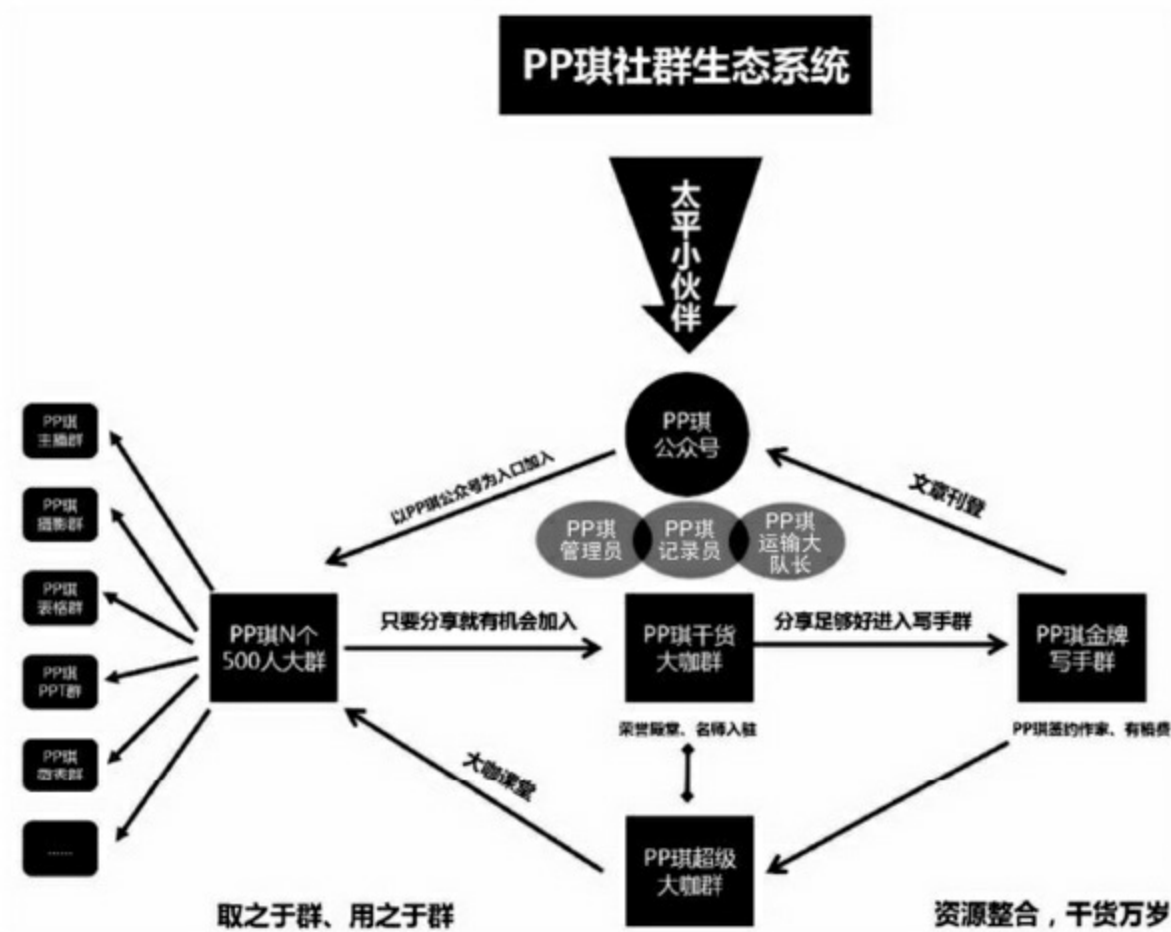 PP琪社群生态系统
太平小伙伴
PP琪
公众号
以PP琪公众号为入口加入
文章刊登
PP琪
管理员
PP琪
记录员
PP琪
运输大
队长
PP琪
主播群
PP琪
摄影群
PP琪
表格群
PP琪
PPT群
PP琪
……
PP琪N个
500人大群
只要分享就有机会加入
PP琪干货
大咖群
分享足够好进入写手群
PP琪金牌
写手群
荣誉殿堂、名师入驻
PP琪签约作家、有稿费
大咖课堂
PP琪超级
大咖群
取之于群、用之于群
资源整合，干货万岁